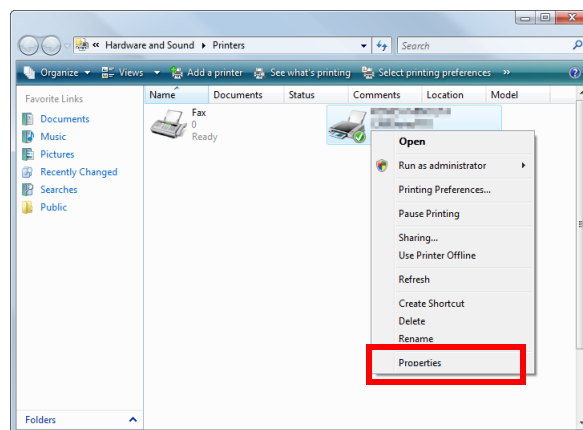 « Hardware and Sound ▸ Printers
Search
Organize Views Add a printer See what's printing Select printing preferences »
Favorite Links
Name Documents Status Comments Location Model
Documents
Music
Pictures
Recently Changed
Searches
Public
Fax
0
Ready
Open
Run as administrator
Printing Preferences...
Pause Printing
Sharing...
Use Printer Offline
Refresh
Create Shortcut
Delete
Rename
Properties
Folders